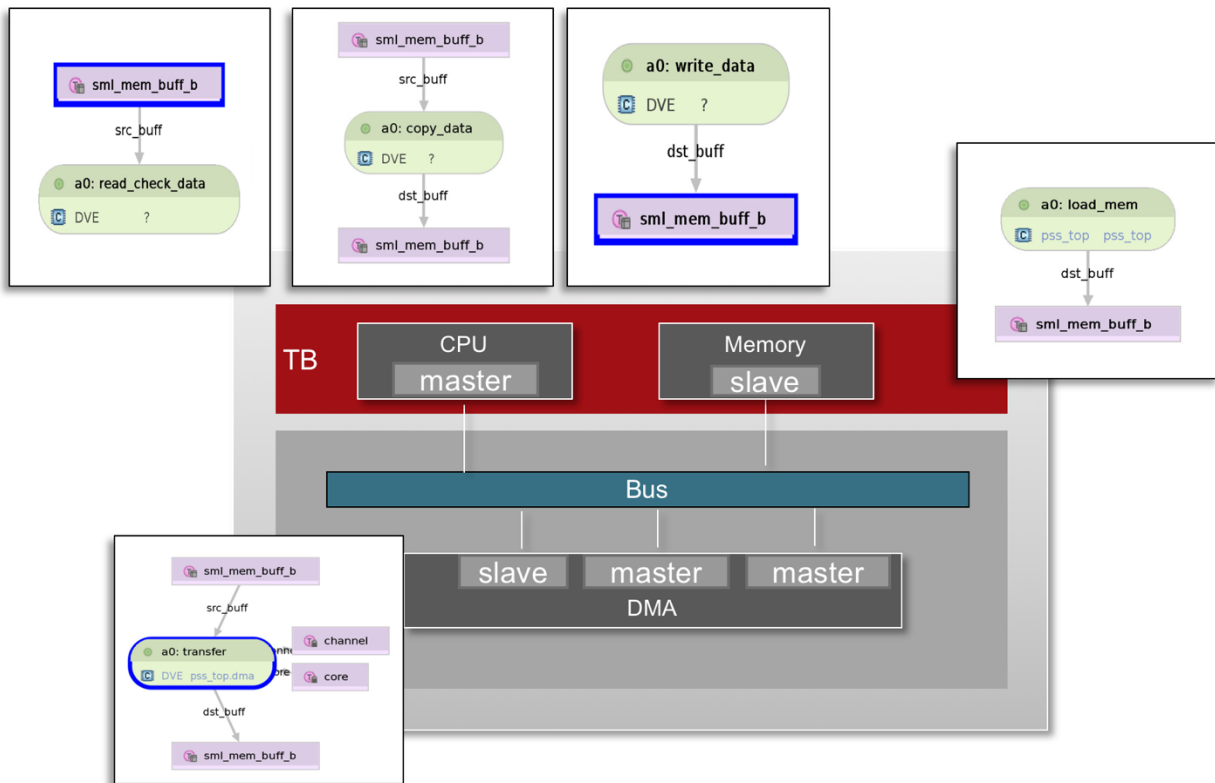 sml_mem_buff_b
src_buff
a0: read_check_data
DVE ?
sml_mem_buff_b
src_buff
a0: copy_data
DVE ?
dst_buff
sml_mem_buff_b
a0: write_data
DVE ?
dst_buff
sml_mem_buff_b
a0: load_mem
pss_top pss_top
dst_buff
sml_mem_buff_b
TB
CPU
master
Memory
slave
Bus
slave
master
master
DMA
sml_mem_buff_b
src_buff
a0: transfer
DVE pss_top.dma
channel
core
dst_buff
sml_mem_buff_b